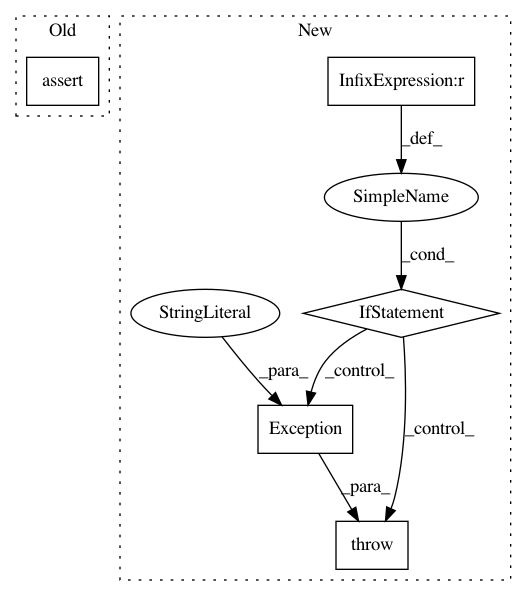 Old
New
assert
InfixExpression:r
_def_
SimpleName
_cond_
StringLiteral
IfStatement
_para_
_control_
Exception
_control_
_para_
throw